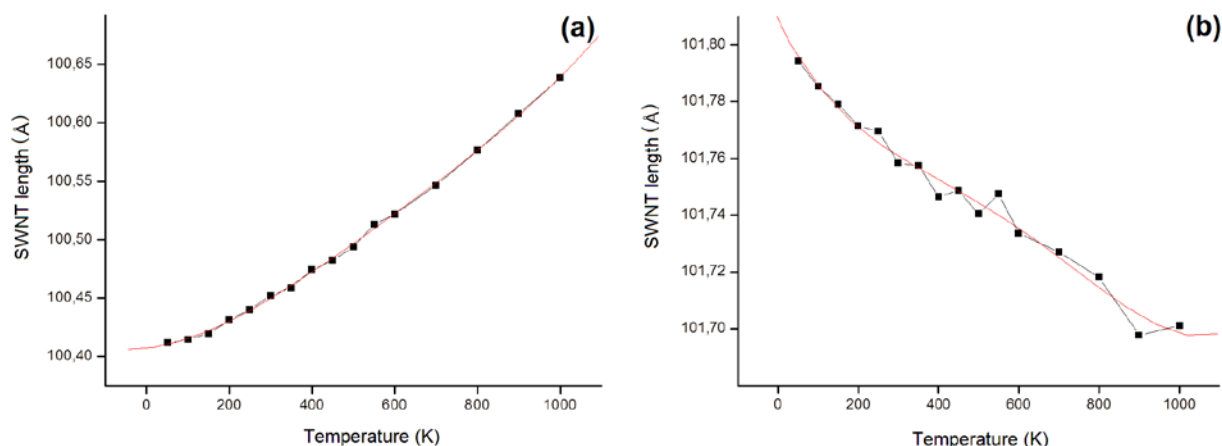 (a)
100,65
100,60
100,55
100,50
100,45
100,40
SWNT length (Å)
0 200 400 600 800 1000
Temperature (K)
(b)
101,80
101,78
101,76
101,74
101,72
101,70
SWNT length (Å)
0 200 400 600 800 1000
Temperature (K)